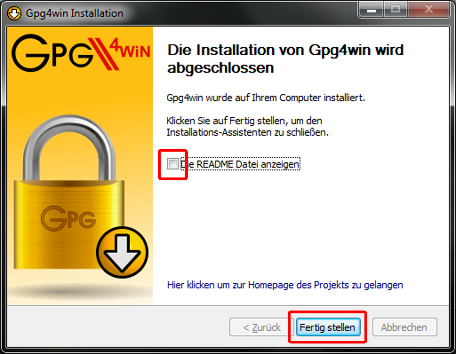 Gpg4win Installation
GPG4WiN
Die Installation von Gpg4win wird
abgeschlossen
Gpg4win wurde auf Ihrem Computer installiert.
Klicken Sie auf Fertig stellen, um den
Installations-Assistenten zu schließen.
Die README Datei anzeigen
GPG
Hier klicken um zur Homepage des Projekts zu gelangen
< Zurück
Fertig stellen
Abbrechen